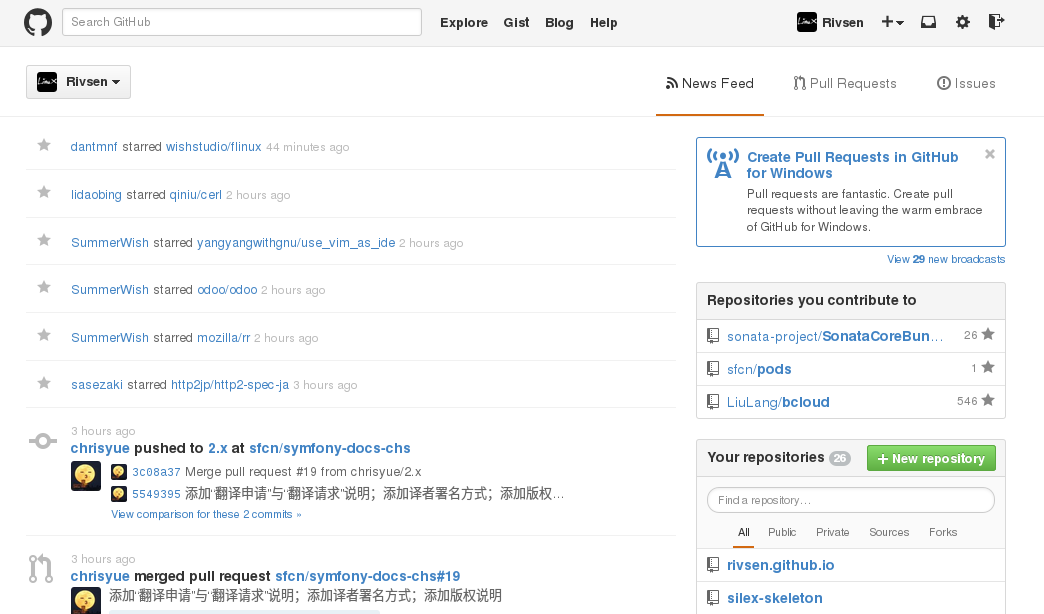 Search GitHub
Explore Gist Blog Help
Rivsen
Rivsen
News Feed Pull Requests Issues
dantmnf starred wishstudio/flinux 44 minutes ago
lidaobing starred qiniu/cerl 2 hours ago
SummerWish starred yangyangwithgnu/use_vim_as_ide 2 hours ago
SummerWish starred odoo/odoo 2 hours ago
SummerWish starred mozilla/rr 2 hours ago
sasezaki starred http2jp/http2-spec-ja 3 hours ago
3 hours ago
chrisyue pushed to 2.x at sfcn/symfony-docs-chs
3c08a37 Merge pull request #19 from chrisyue/2.x
5549395 添加“翻译申请”与“翻译请求”说明；添加译者署名方式；添加版权…
View comparison for these 2 commits »
3 hours ago
chrisyue merged pull request sfcn/symfony-docs-chs#19
添加“翻译申请”与“翻译请求”说明；添加译者署名方式；添加版权说明
Create Pull Requests in GitHub
for Windows
Pull requests are fantastic. Create pull
requests without leaving the warm embrace
of GitHub for Windows.
View 29 new broadcasts
Repositories you contribute to
sonata-project/SonataCoreBun… 26
sfcn/pods 1
LiuLang/bcloud 546
Your repositories 26 New repository
Find a repository…
All Public Private Sources Forks
rivsen.github.io
silex-skeleton